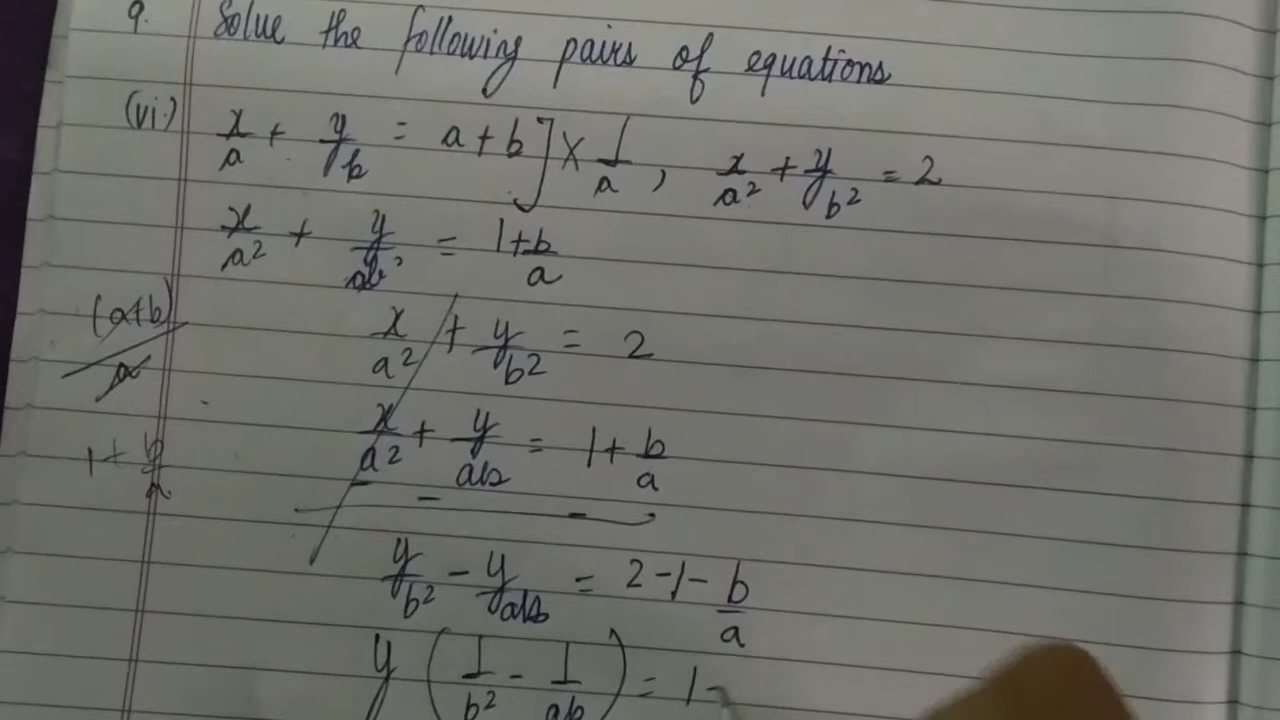 9. Solve the following pairs of equations
(vi) x/a + y/b = a+b ] × 1/a , x/a² + y/b² = 2
x/a² + y/ab = 1+b/a
(a+b)/a
x/a² + y/b² = 2
1 + b/a
x/a² + y/ab = 1 + b/a
- - -
y/b² - y/ab = 2-1- b/a
y (1/b² - 1/ab) = 1-